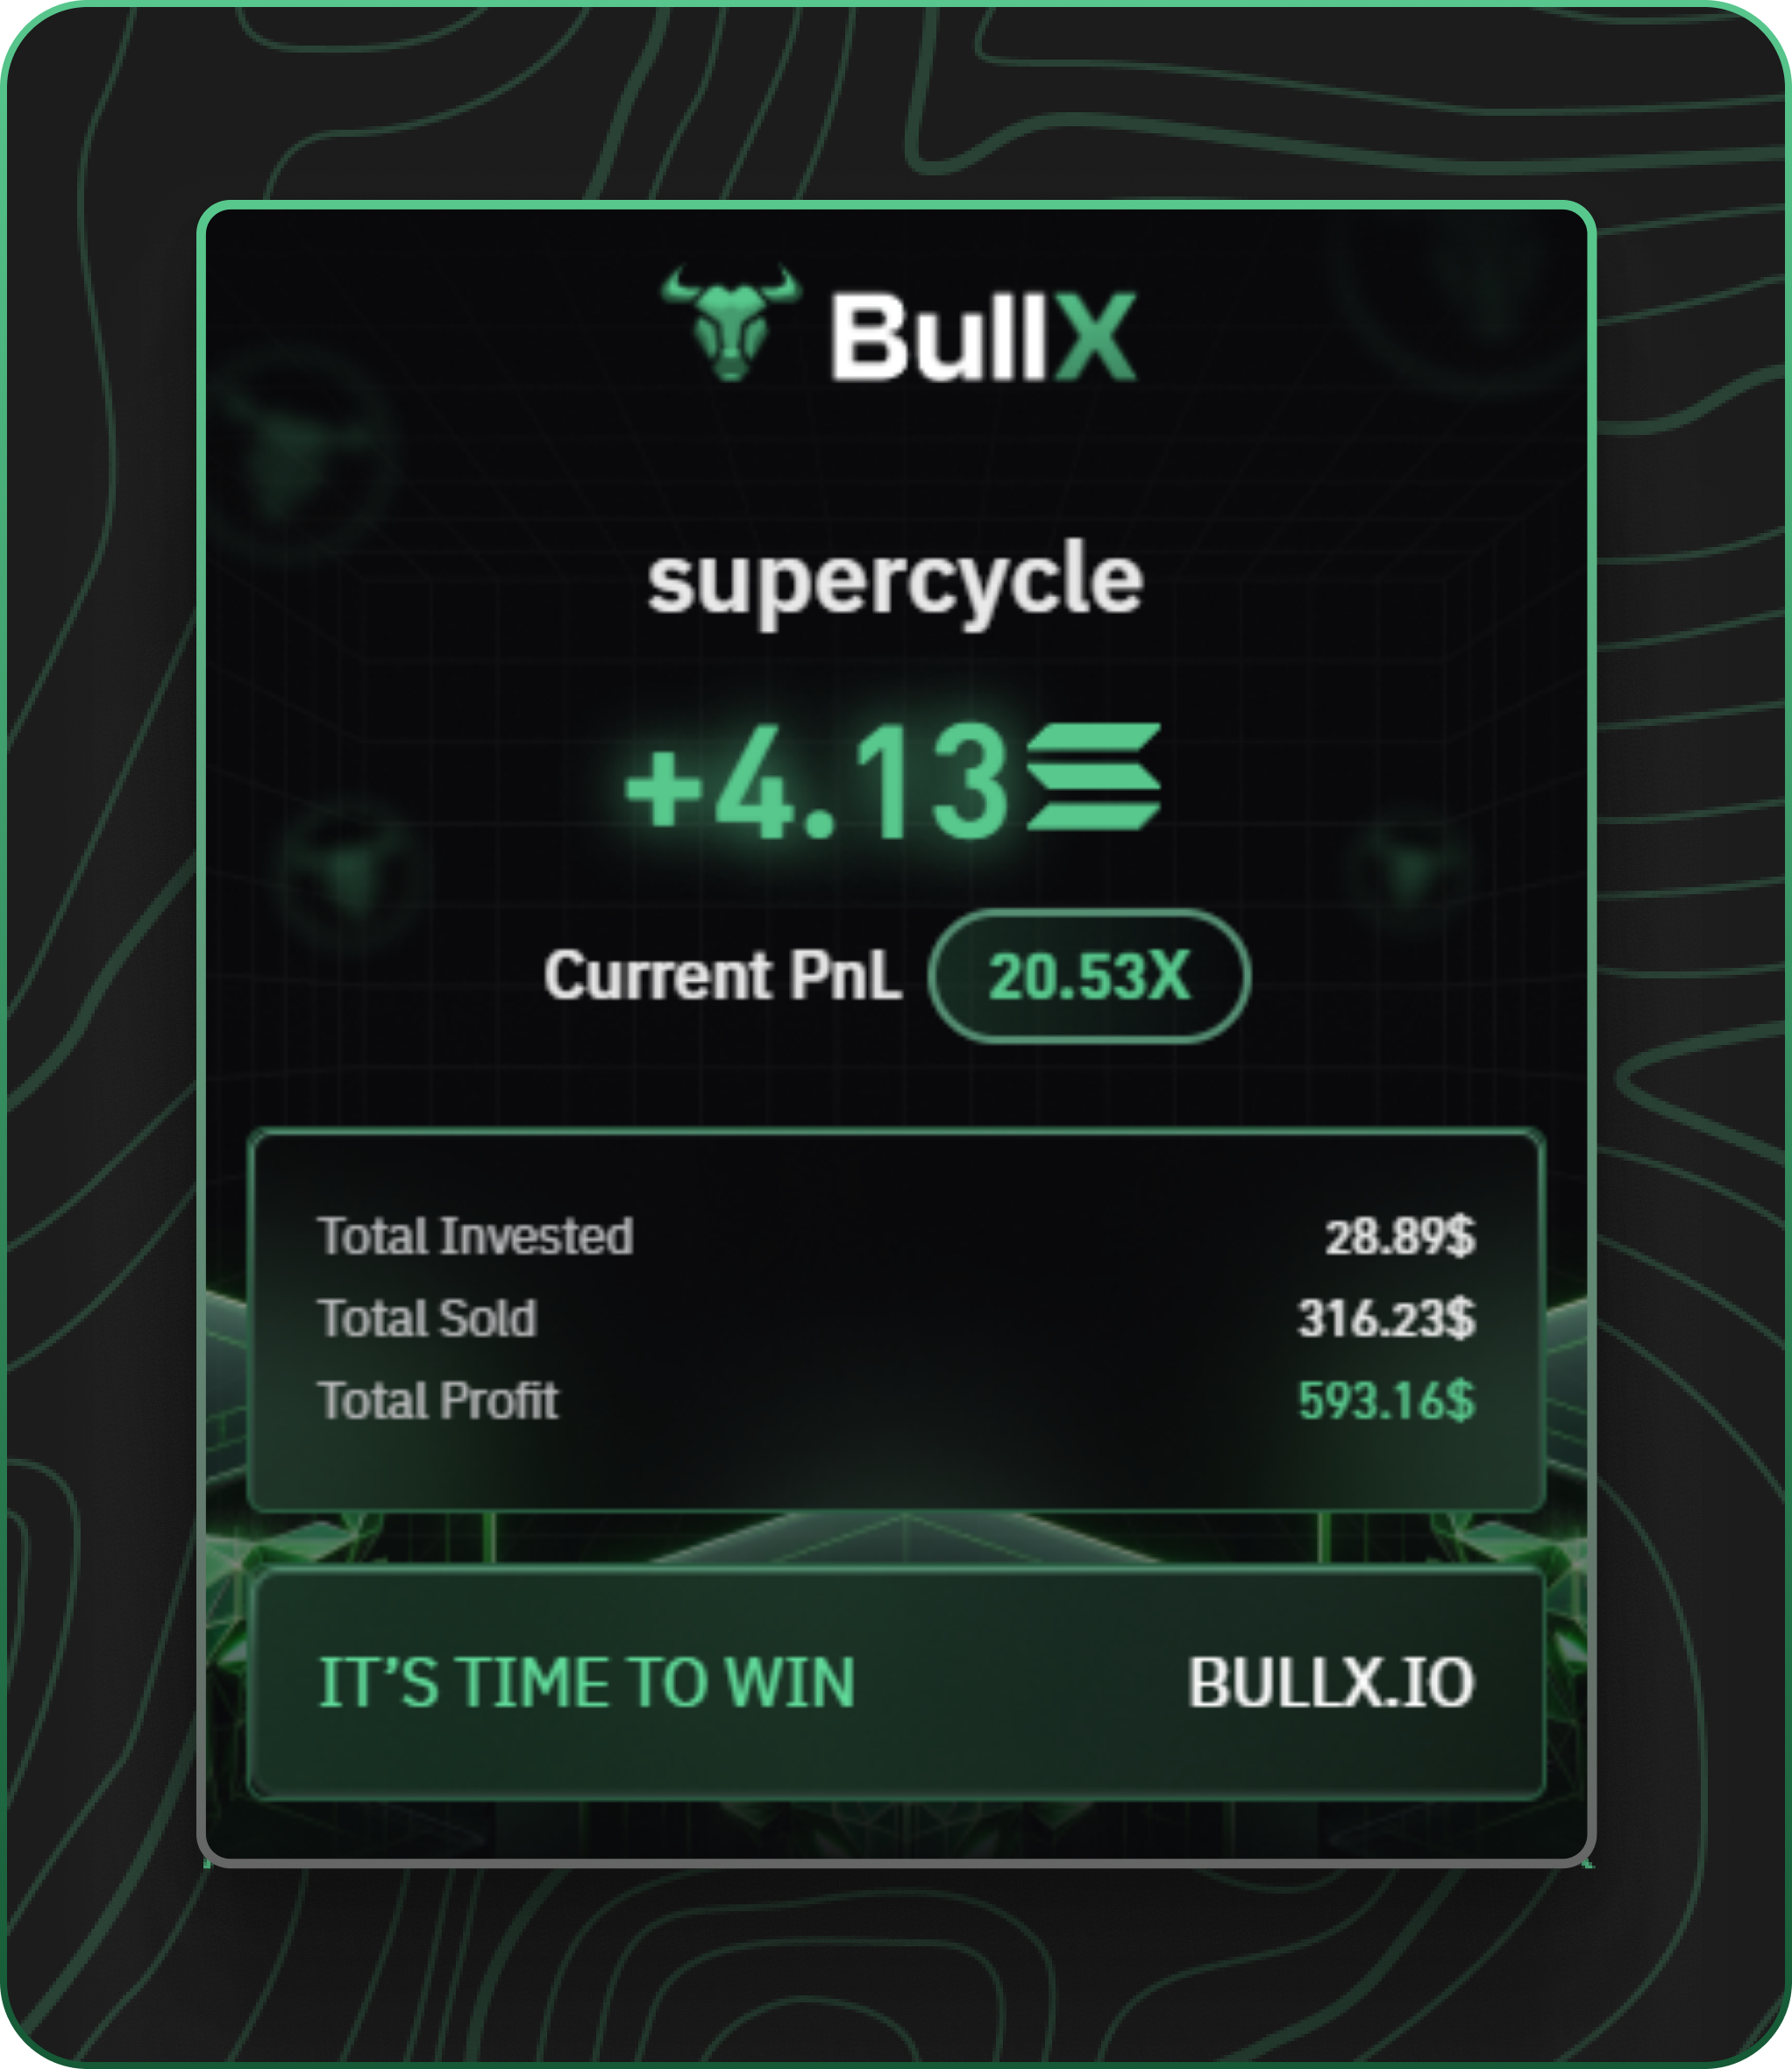 BullX
supercycle
+4.13
Current PnL 20.53X
Total Invested 28.89$
Total Sold 316.23$
Total Profit 593.16$
IT’S TIME TO WIN BULLX.IO